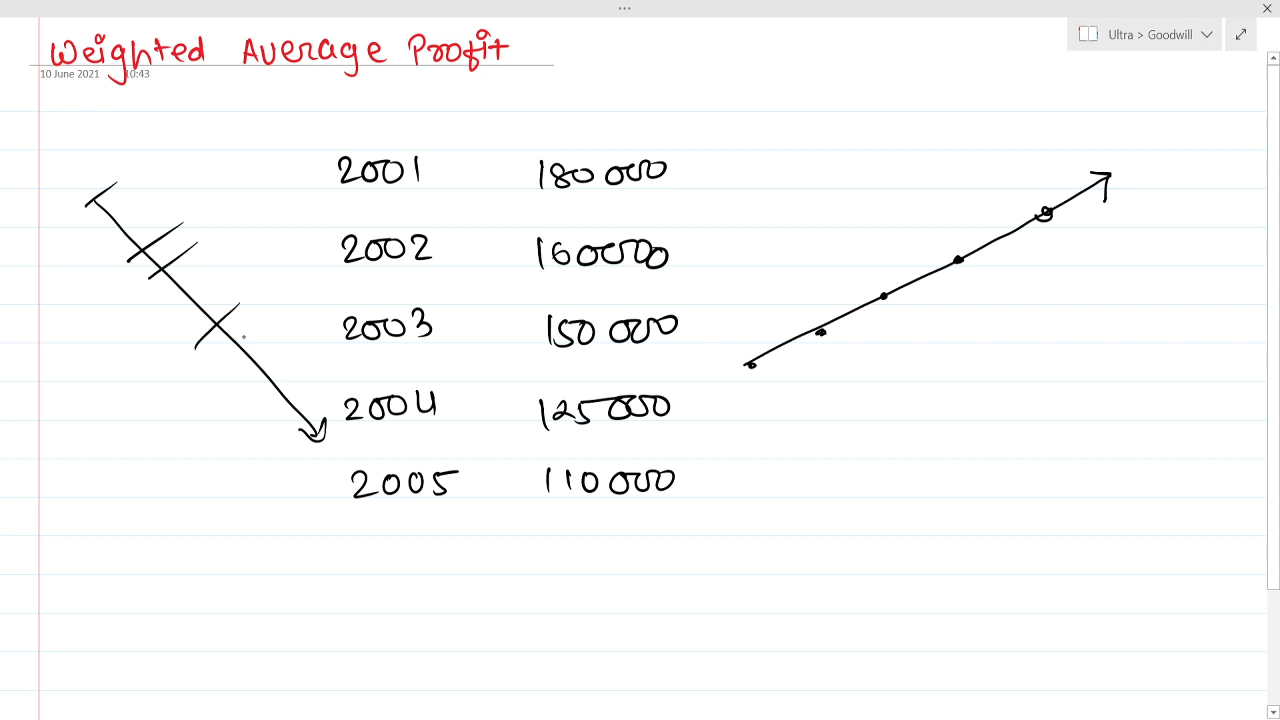 ...
Weighted Average Profit
Ultra > Goodwill
10 June 2021 10:43
2001 180000
2002 160000
2003 150000
2004 125000
2005 110000